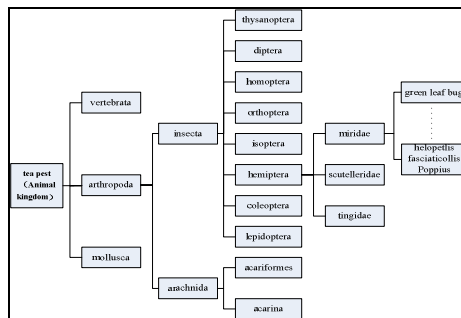 thysanoptera
diptera
homoptera
orthoptera
isoptera
hemiptera
coleoptera
lepidoptera
acariformes
acarina
vertebrata
arthropoda
mollusca
insecta
arachnida
tea pest
(Animal
kingdom)
miridae
scutelleridae
tingidae
green leaf bug
helopetlis
fasciaticollis
Poppius